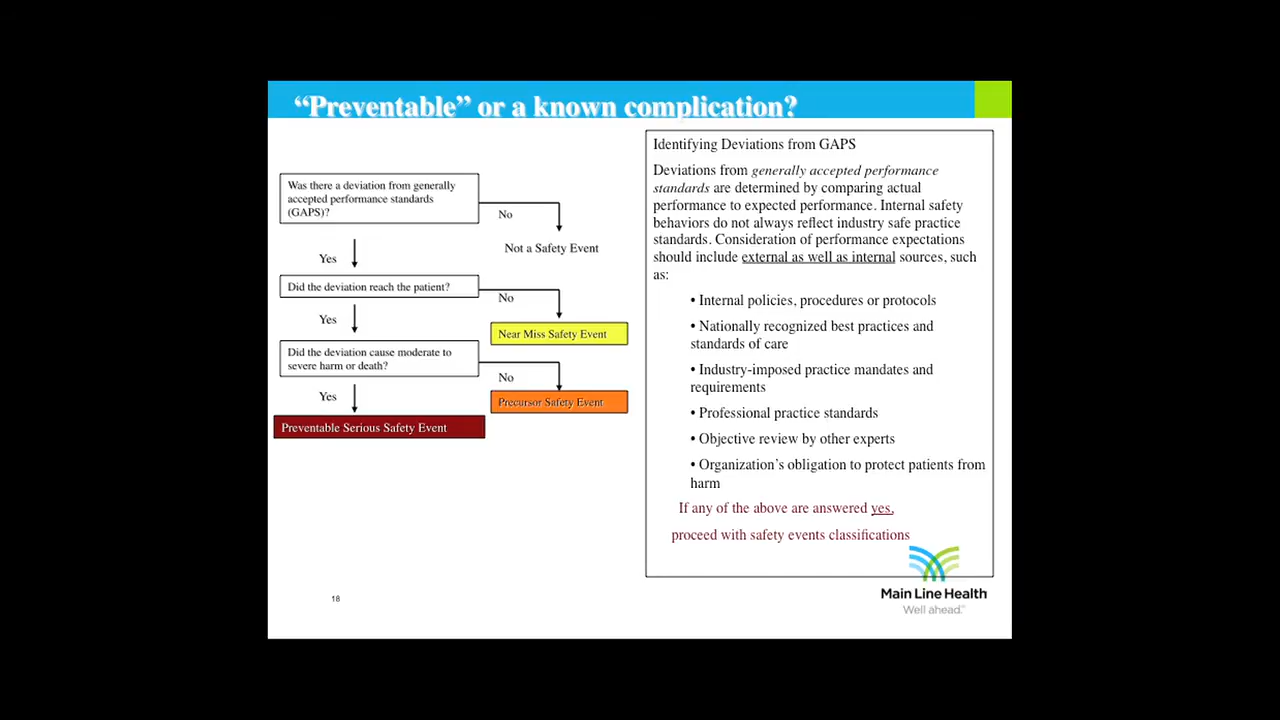 “Preventable” or a known complication?
Was there a deviation from generally
accepted performance standards
(GAPS)?
No
Not a Safety Event
Yes
Did the deviation reach the patient?
No
Near Miss Safety Event
Yes
Did the deviation cause moderate to
severe harm or death?
No
Precursor Safety Event
Yes
Preventable Serious Safety Event
Identifying Deviations from GAPS
Deviations from generally accepted performance
standards are determined by comparing actual
performance to expected performance. Internal safety
behaviors do not always reflect industry safe practice
standards. Consideration of performance expectations
should include external as well as internal sources, such
as:
• Internal policies, procedures or protocols
• Nationally recognized best practices and
standards of care
• Industry-imposed practice mandates and
requirements
• Professional practice standards
• Objective review by other experts
• Organization’s obligation to protect patients from
harm
If any of the above are answered yes,
proceed with safety events classifications
Main Line Health
Well ahead.
18